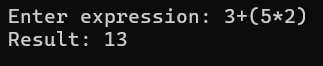 Enter expression: 3+(5*2)
Result: 13